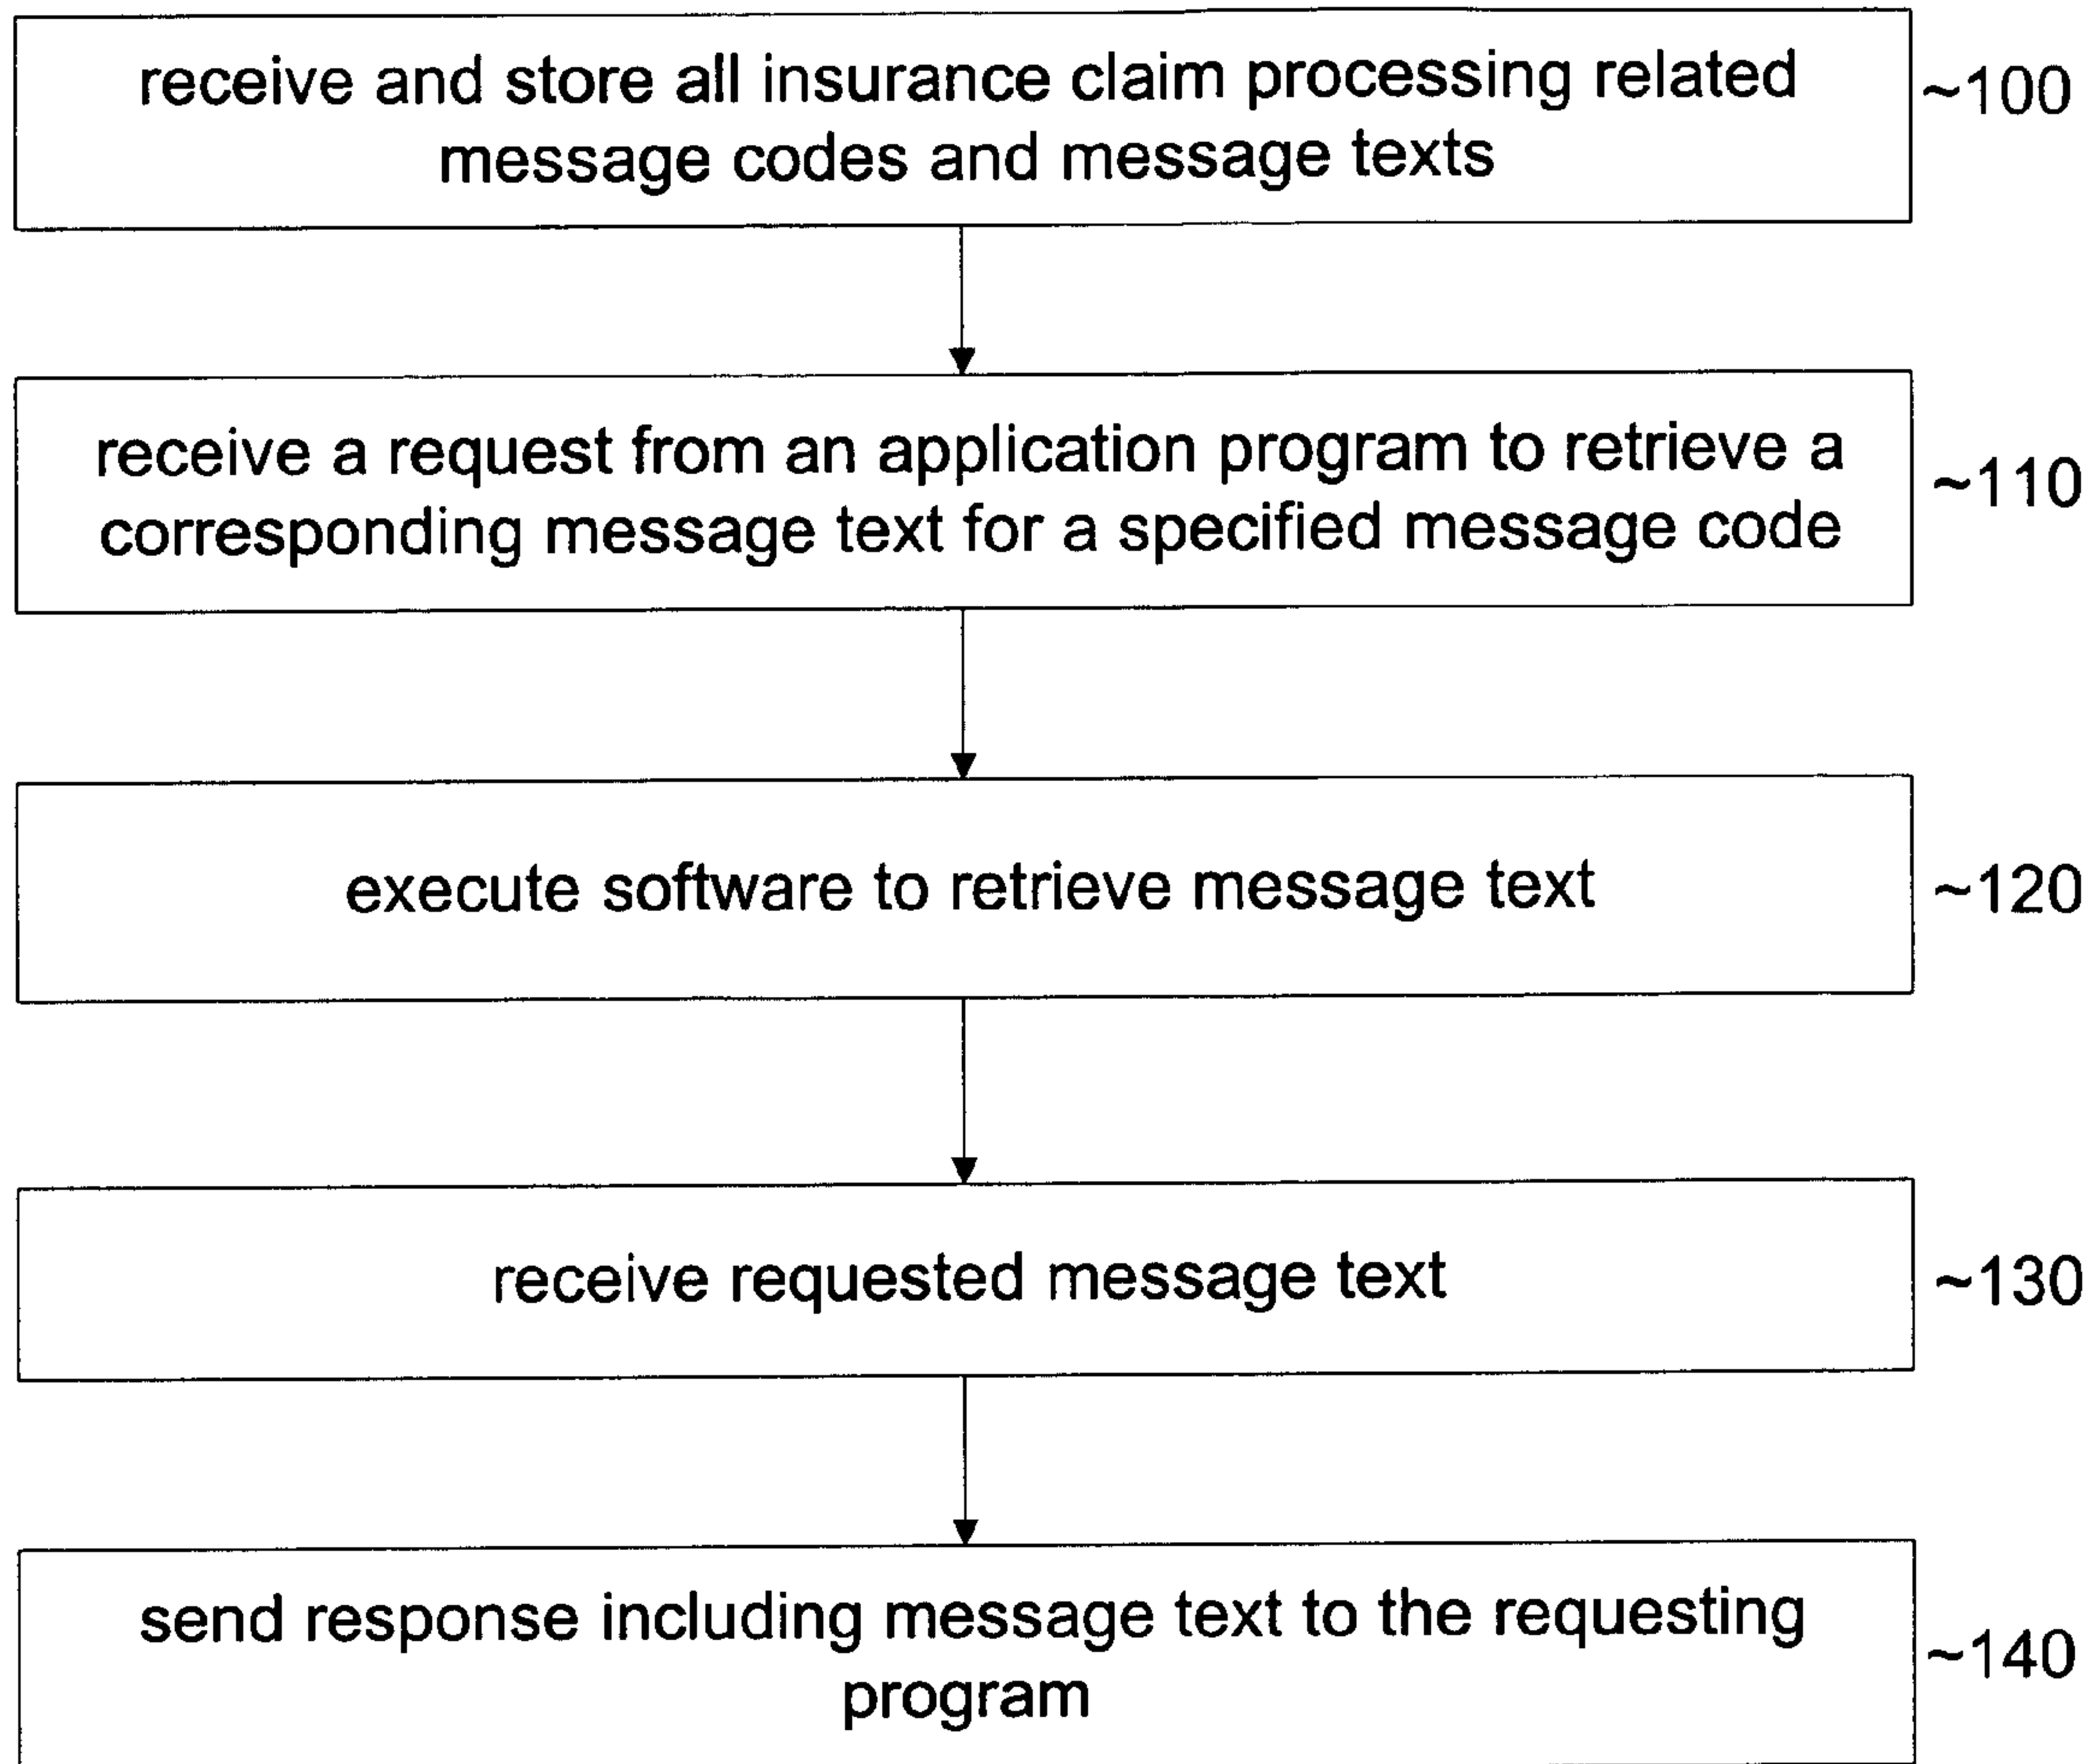 receive and store all insurance claim processing related
message codes and message texts
~100
receive a request from an application program to retrieve a
corresponding message text for a specified message code
~110
execute software to retrieve message text
~120
receive requested message text
~130
send response including message text to the requesting
program
~140